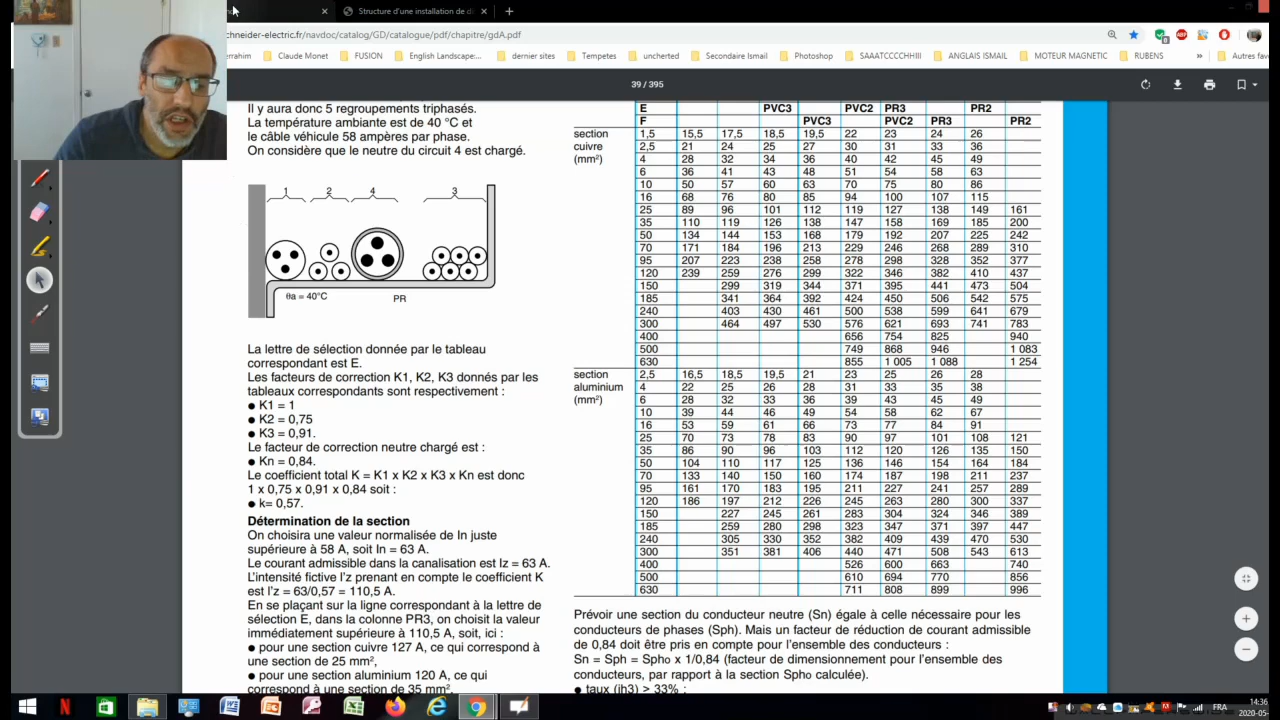 Structure d'une installation de d
chneider-electric.fr/navdoc/catalog/GD/catalogue/pdf/chapitre/gdA.pdf
errahim Claude Monet FUSION English Landscape:... dernier sites Tempetes uncherted Secondaire Ismail Photoshop SAAATCCCCHHIII ANGLAIS ISMAIL MOTEUR MAGNETIC RUBENS » Autres fav
39 / 395
Il y aura donc 5 regroupements triphasés.
La température ambiante est de 40 °C et
le câble véhicule 58 ampères par phase.
On considère que le neutre du circuit 4 est chargé.
1 2 4 3
θa = 40°C PR
La lettre de sélection donnée par le tableau
correspondant est E.
Les facteurs de correction K1, K2, K3 donnés par les
tableaux correspondants sont respectivement :
● K1 = 1
● K2 = 0,75
● K3 = 0,91.
Le facteur de correction neutre chargé est :
● Kn = 0,84.
Le coefficient total K = K1 x K2 x K3 x Kn est donc
1 x 0,75 x 0,91 x 0,84 soit :
● k= 0,57.
Détermination de la section
On choisira une valeur normalisée de In juste
supérieure à 58 A, soit In = 63 A.
Le courant admissible dans la canalisation est Iz = 63 A.
L'intensité fictive I'z prenant en compte le coefficient K
est I'z = 63/0,57 = 110,5 A.
En se plaçant sur la ligne correspondant à la lettre de
sélection E, dans la colonne PR3, on choisit la valeur
immédiatement supérieure à 110,5 A, soit, ici :
● pour une section cuivre 127 A, ce qui correspond à
une section de 25 mm²,
● pour une section aluminium 120 A, ce qui
correspond à une section de 35 mm².
E PVC3 PVC2 PR3 PR2
F PVC3 PVC2 PR3 PR2
section 1,5 15,5 17,5 18,5 19,5 22 23 24 26
cuivre 2,5 21 24 25 27 30 31 33 36
(mm²) 4 28 32 34 36 40 42 45 49
6 36 41 43 48 51 54 58 63
10 50 57 60 63 70 75 80 86
16 68 76 80 85 94 100 107 115
25 89 96 101 112 119 127 138 149 161
35 110 119 126 138 147 158 169 185 200
50 134 144 153 168 179 192 207 225 242
70 171 184 196 213 229 246 268 289 310
95 207 223 238 258 278 298 328 352 377
120 239 259 276 299 322 346 382 410 437
150 299 319 344 371 395 441 473 504
185 341 364 392 424 450 506 542 575
240 403 430 461 500 538 599 641 679
300 464 497 530 576 621 693 741 783
400 656 754 825 940
500 749 868 946 1 083
630 855 1 005 1 088 1 254
section 2,5 16,5 18,5 19,5 21 23 25 26 28
aluminium 4 22 25 26 28 31 33 35 38
(mm²) 6 28 32 33 36 39 43 45 49
10 39 44 46 49 54 58 62 67
16 53 59 61 66 73 77 84 91
25 70 73 78 83 90 97 101 108 121
35 86 90 96 103 112 120 126 135 150
50 104 110 117 125 136 146 154 164 184
70 133 140 150 160 174 187 198 211 237
95 161 170 183 195 211 227 241 257 289
120 186 197 212 226 245 263 280 300 337
150 227 245 261 283 304 324 346 389
185 259 280 298 323 347 371 397 447
240 305 330 352 382 409 439 470 530
300 351 381 406 440 471 508 543 613
400 526 600 663 740
500 610 694 770 856
630 711 808 899 996
Prévoir une section du conducteur neutre (Sn) égale à celle nécessaire pour les
conducteurs de phases (Sph). Mais un facteur de réduction de courant admissible
de 0,84 doit être pris en compte pour l'ensemble des conducteurs :
Sn = Sph = Spho x 1/0,84 (facteur de dimensionnement pour l'ensemble des
conducteurs, par rapport à la section Spho calculée).
● taux (ih3) > 33% :
FRA
14:36
2020-05-